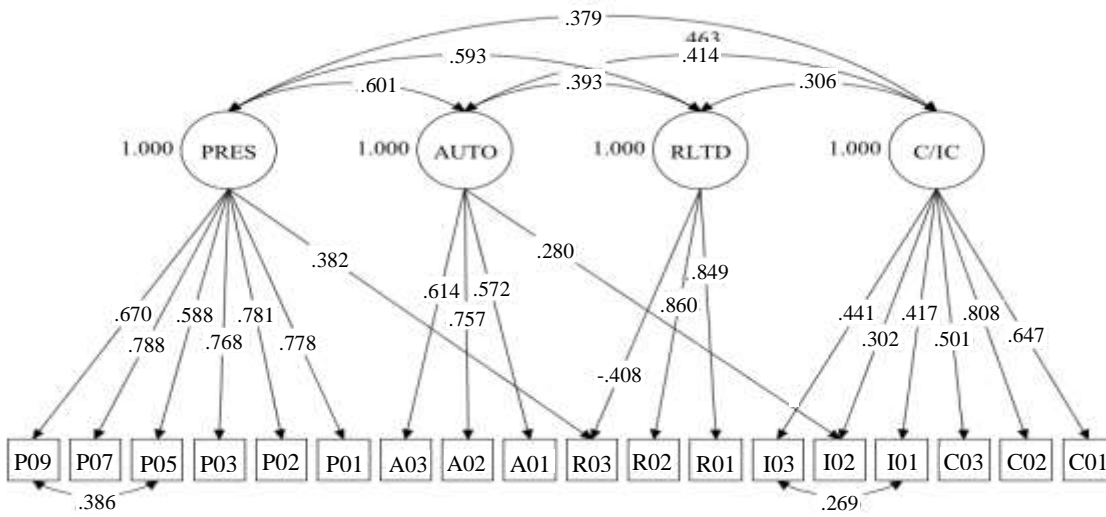 .379
.463
.593
.414
.601
.393
.306
1.000 PRES 1.000 AUTO 1.000 RLTD 1.000 C/IC
.382
.280
.614 .572
.849
.670 .588 .781
.441 .417 .808
.757
.860
.788 .768 .778
.302 .501 .647
-.408
P09 P07 P05 P03 P02 P01 A03 A02 A01 R03 R02 R01 I03 I02 I01 C03 C02 C01
.386
.269